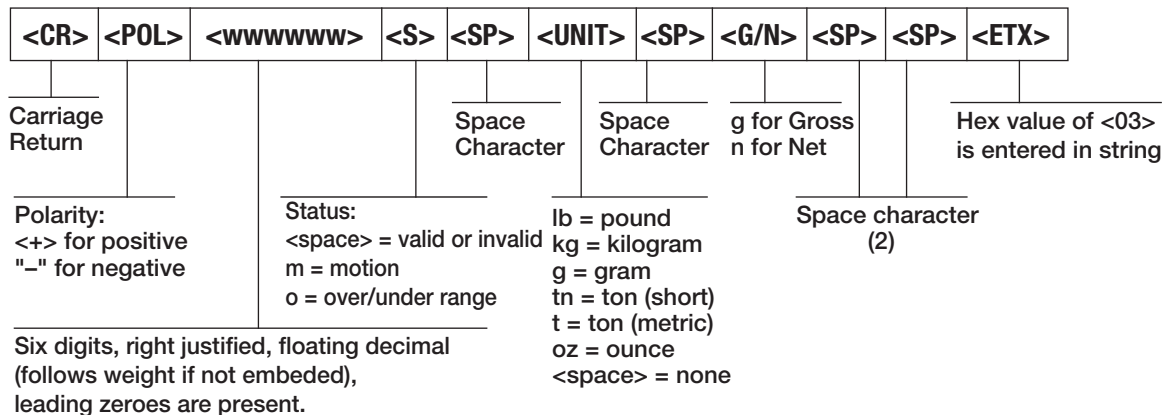 <CR> <POL> <wwwwww> <S> <SP> <UNIT> <SP> <G/N> <SP> <SP> <ETX>
Carriage
Return
Space
Character
Space
Character
g for Gross
n for Net
Hex value of <03>
is entered in string
Polarity:
<+> for positive
"–" for negative
Status:
<space> = valid or invalid
m = motion
o = over/under range
lb = pound
kg = kilogram
g = gram
tn = ton (short)
t = ton (metric)
oz = ounce
<space> = none
Space character
(2)
Six digits, right justified, floating decimal
(follows weight if not embeded),
leading zeroes are present.